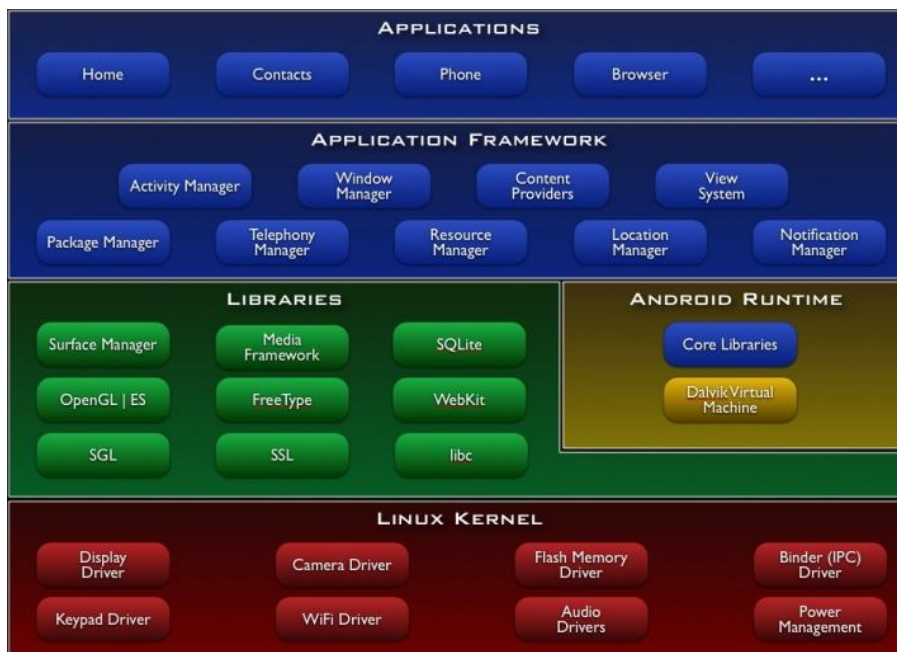 APPLICATIONS
Home
Contacts
Phone
Browser
...
APPLICATION FRAMEWORK
Activity Manager
Window
Manager
Content
Providers
View
System
Package Manager
Telephony
Manager
Resource
Manager
Location
Manager
Notification
Manager
LIBRARIES
Surface Manager
Media
Framework
SQLite
OpenGL | ES
FreeType
WebKit
SGL
SSL
libc
ANDROID RUNTIME
Core Libraries
Dalvik Virtual
Machine
LINUX KERNEL
Display
Driver
Camera Driver
Flash Memory
Driver
Binder (IPC)
Driver
Keypad Driver
WiFi Driver
Audio
Drivers
Power
Management